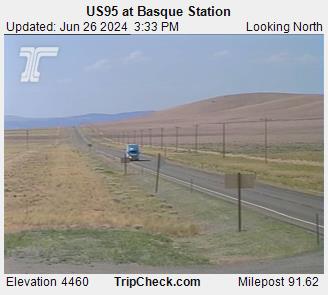 US95 at Basque Station
Updated: Jun 26 2024 3:33 PM Looking North
Elevation 4460 TripCheck.com Milepost 91.62